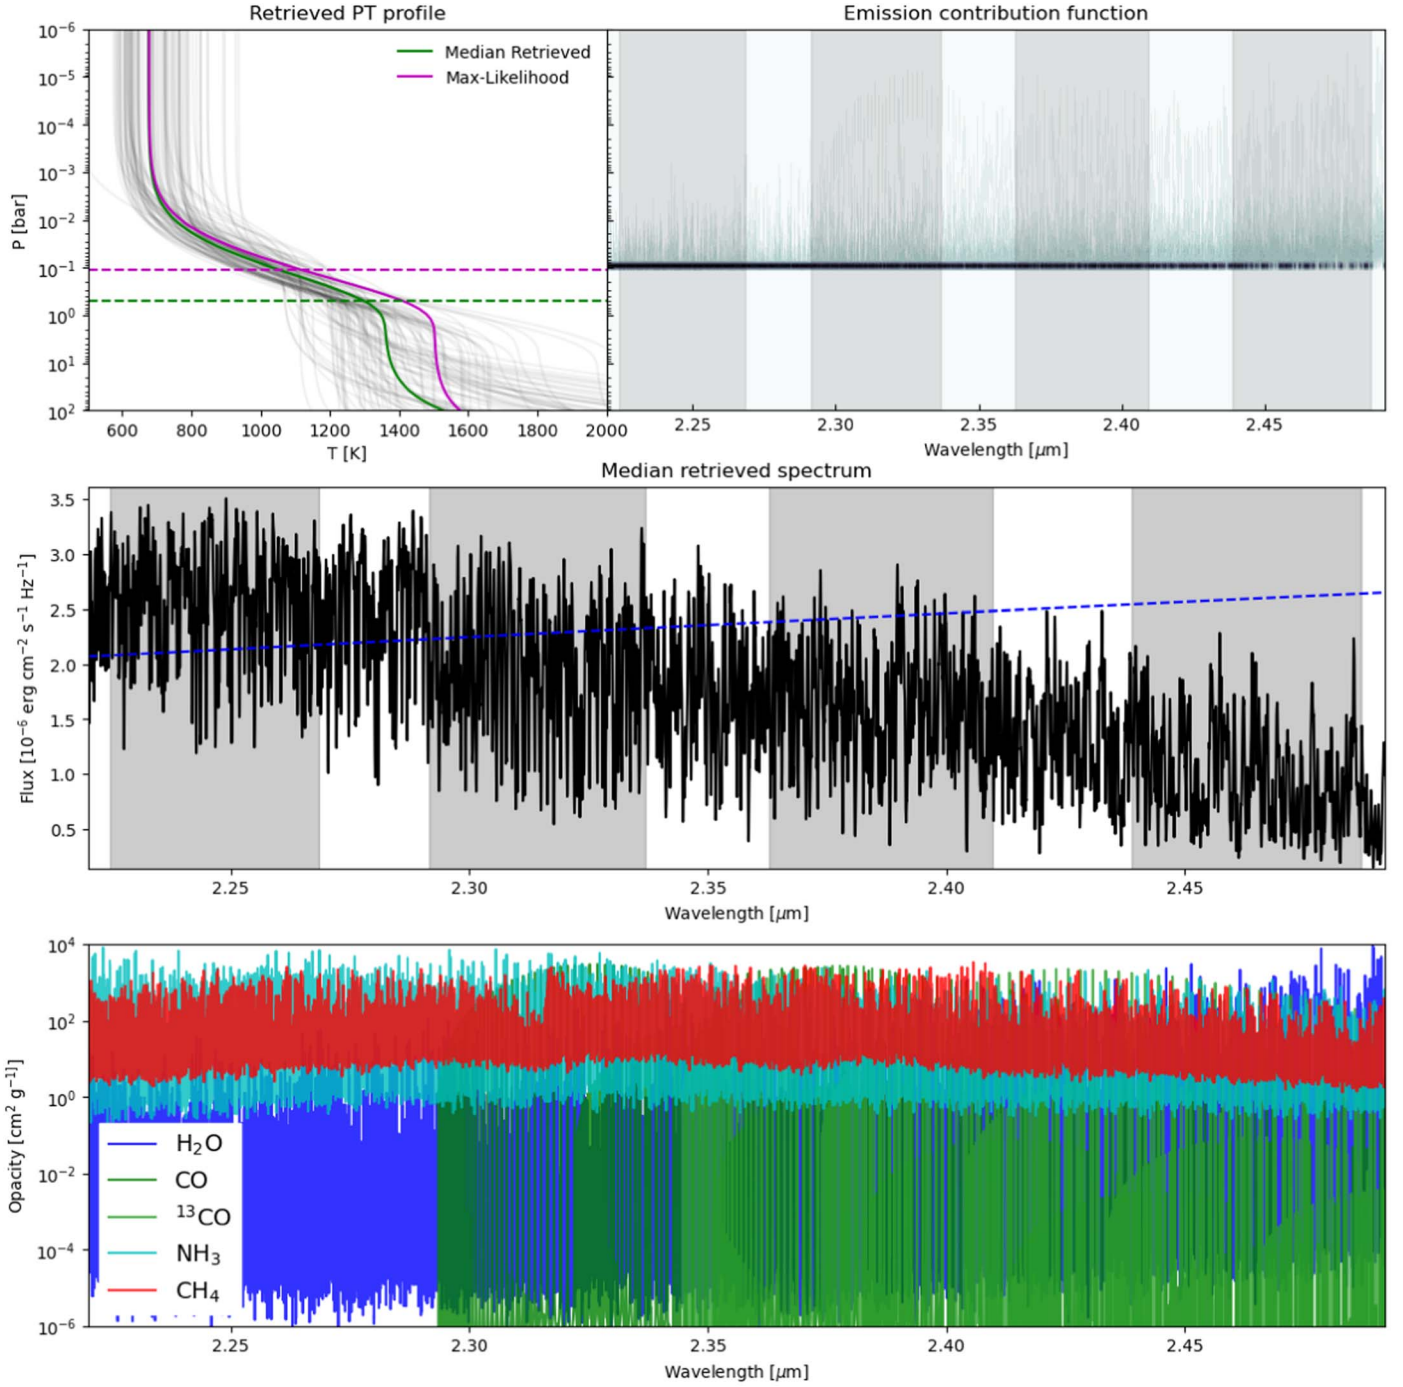 Retrieved PT profile
Emission contribution function
Median Retrieved
Max-Likelihood
P [bar]
10⁻⁶
10⁻⁵
10⁻⁴
10⁻³
10⁻²
10⁻¹
10⁰
10¹
10²
600 800 1000 1200 1400 1600 1800 2000
T [K]
2.25 2.30 2.35 2.40 2.45
Wavelength [μm]
Median retrieved spectrum
Flux [10⁻⁶ erg cm⁻² s⁻¹ Hz⁻¹]
3.5
3.0
2.5
2.0
1.5
1.0
0.5
2.25 2.30 2.35 2.40 2.45
Wavelength [μm]
Opacity [cm² g⁻¹]]
10⁴
10²
10⁰
10⁻²
10⁻⁴
10⁻⁶
H₂O
CO
¹³CO
NH₃
CH₄
2.25 2.30 2.35 2.40 2.45
Wavelength [μm]